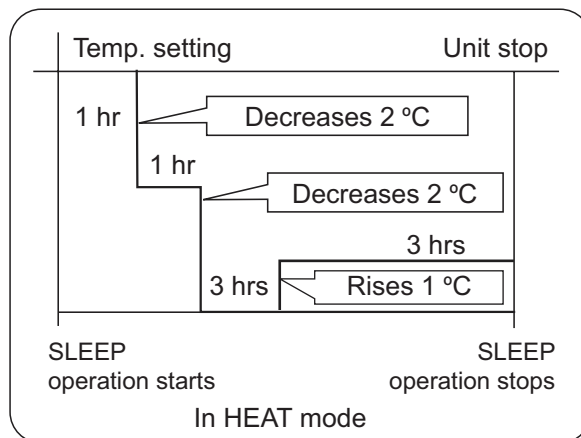 Temp. setting
Unit stop
1 hr
Decreases 2 ºC
1 hr
Decreases 2 ºC
3 hrs
3 hrs
Rises 1 ºC
SLEEP
operation starts
SLEEP
operation stops
In HEAT mode